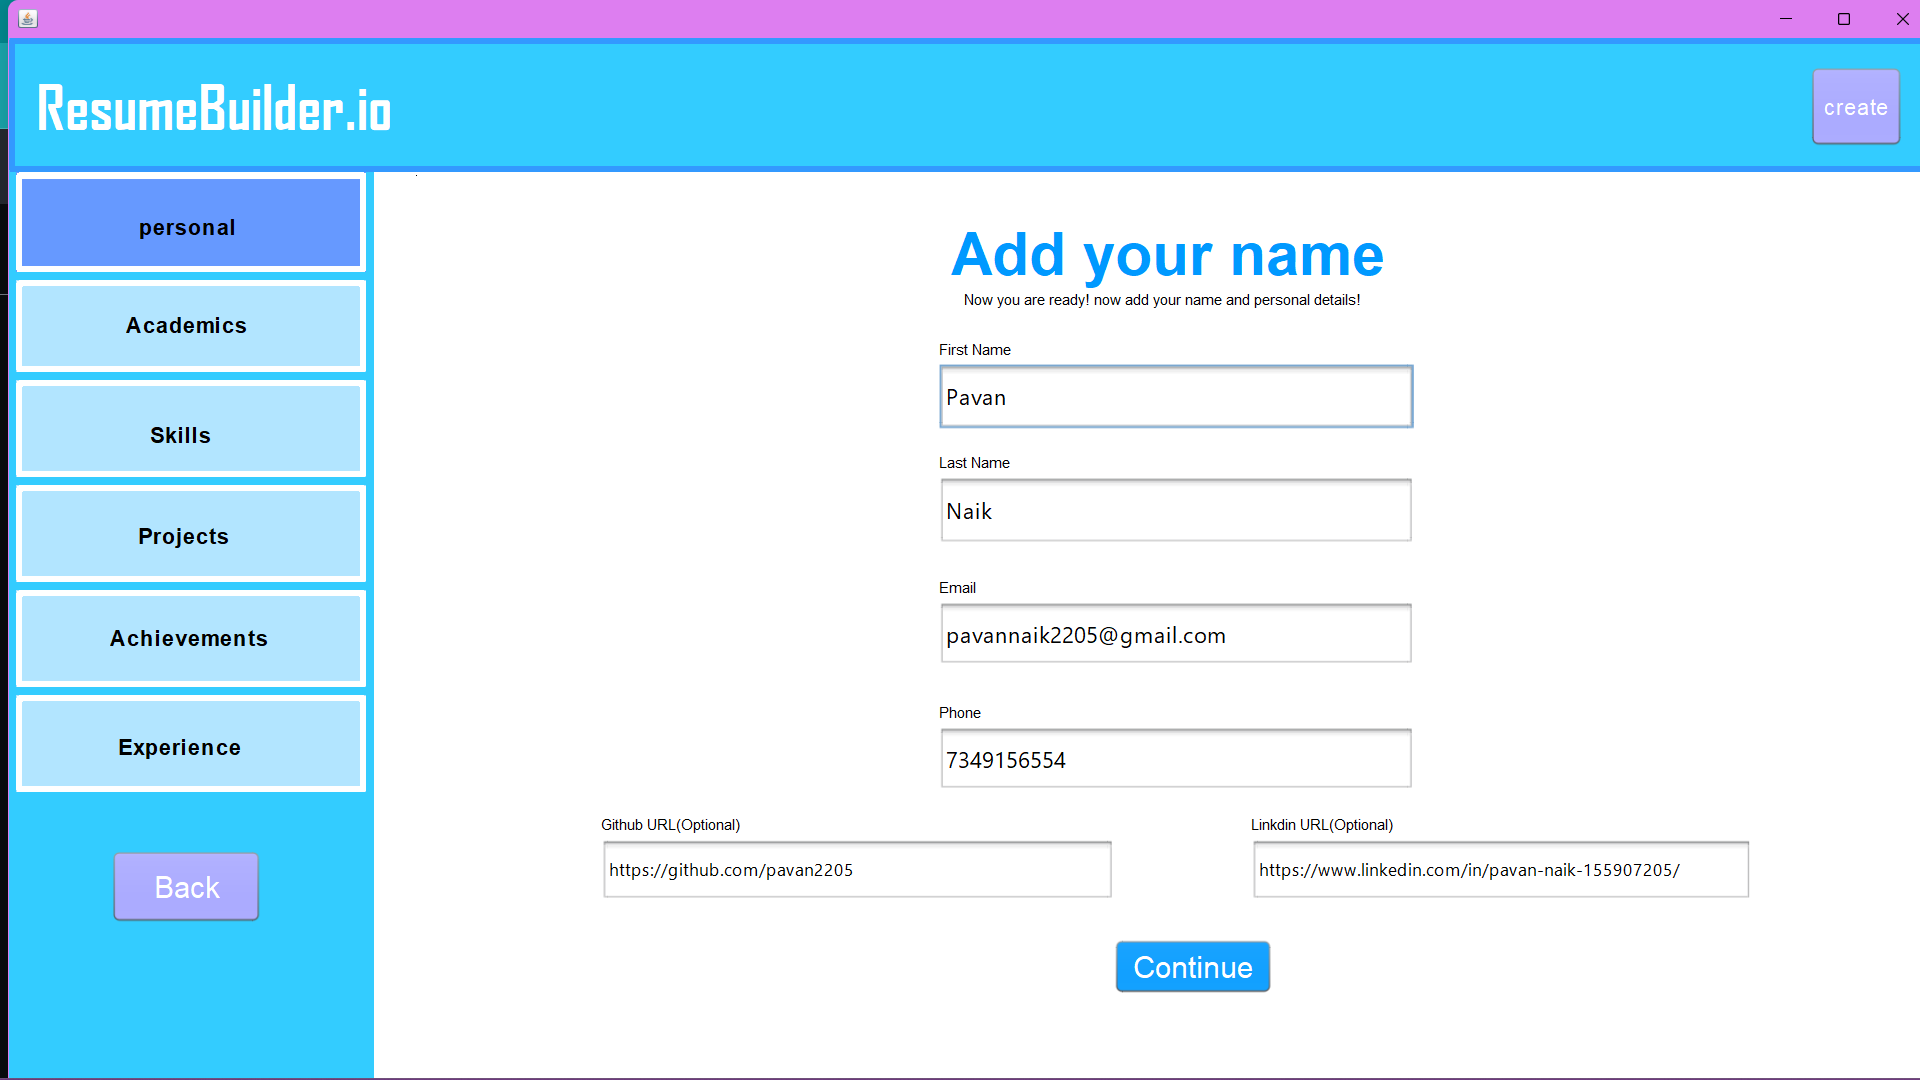 ResumeBuilder.io
create
personal
Academics
Skills
Projects
Achievements
Experience
Back
Add your name
Now you are ready! now add your name and personal details!
First Name
Pavan
Last Name
Naik
Email
pavannaik2205@gmail.com
Phone
7349156554
Github URL(Optional)
https://github.com/pavan2205
Linkdin URL(Optional)
https://www.linkedin.com/in/pavan-naik-155907205/
Continue